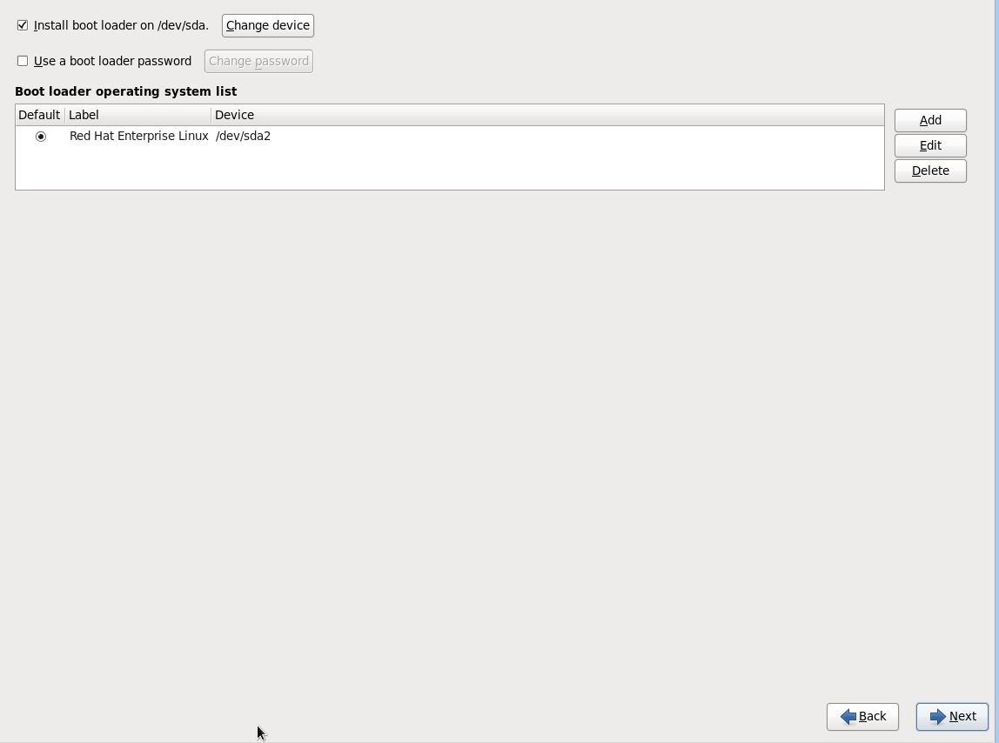 Install boot loader on /dev/sda. Change device
Use a boot loader password Change password
Boot loader operating system list
Default Label Device
Red Hat Enterprise Linux /dev/sda2
Add
Edit
Delete
Back Next